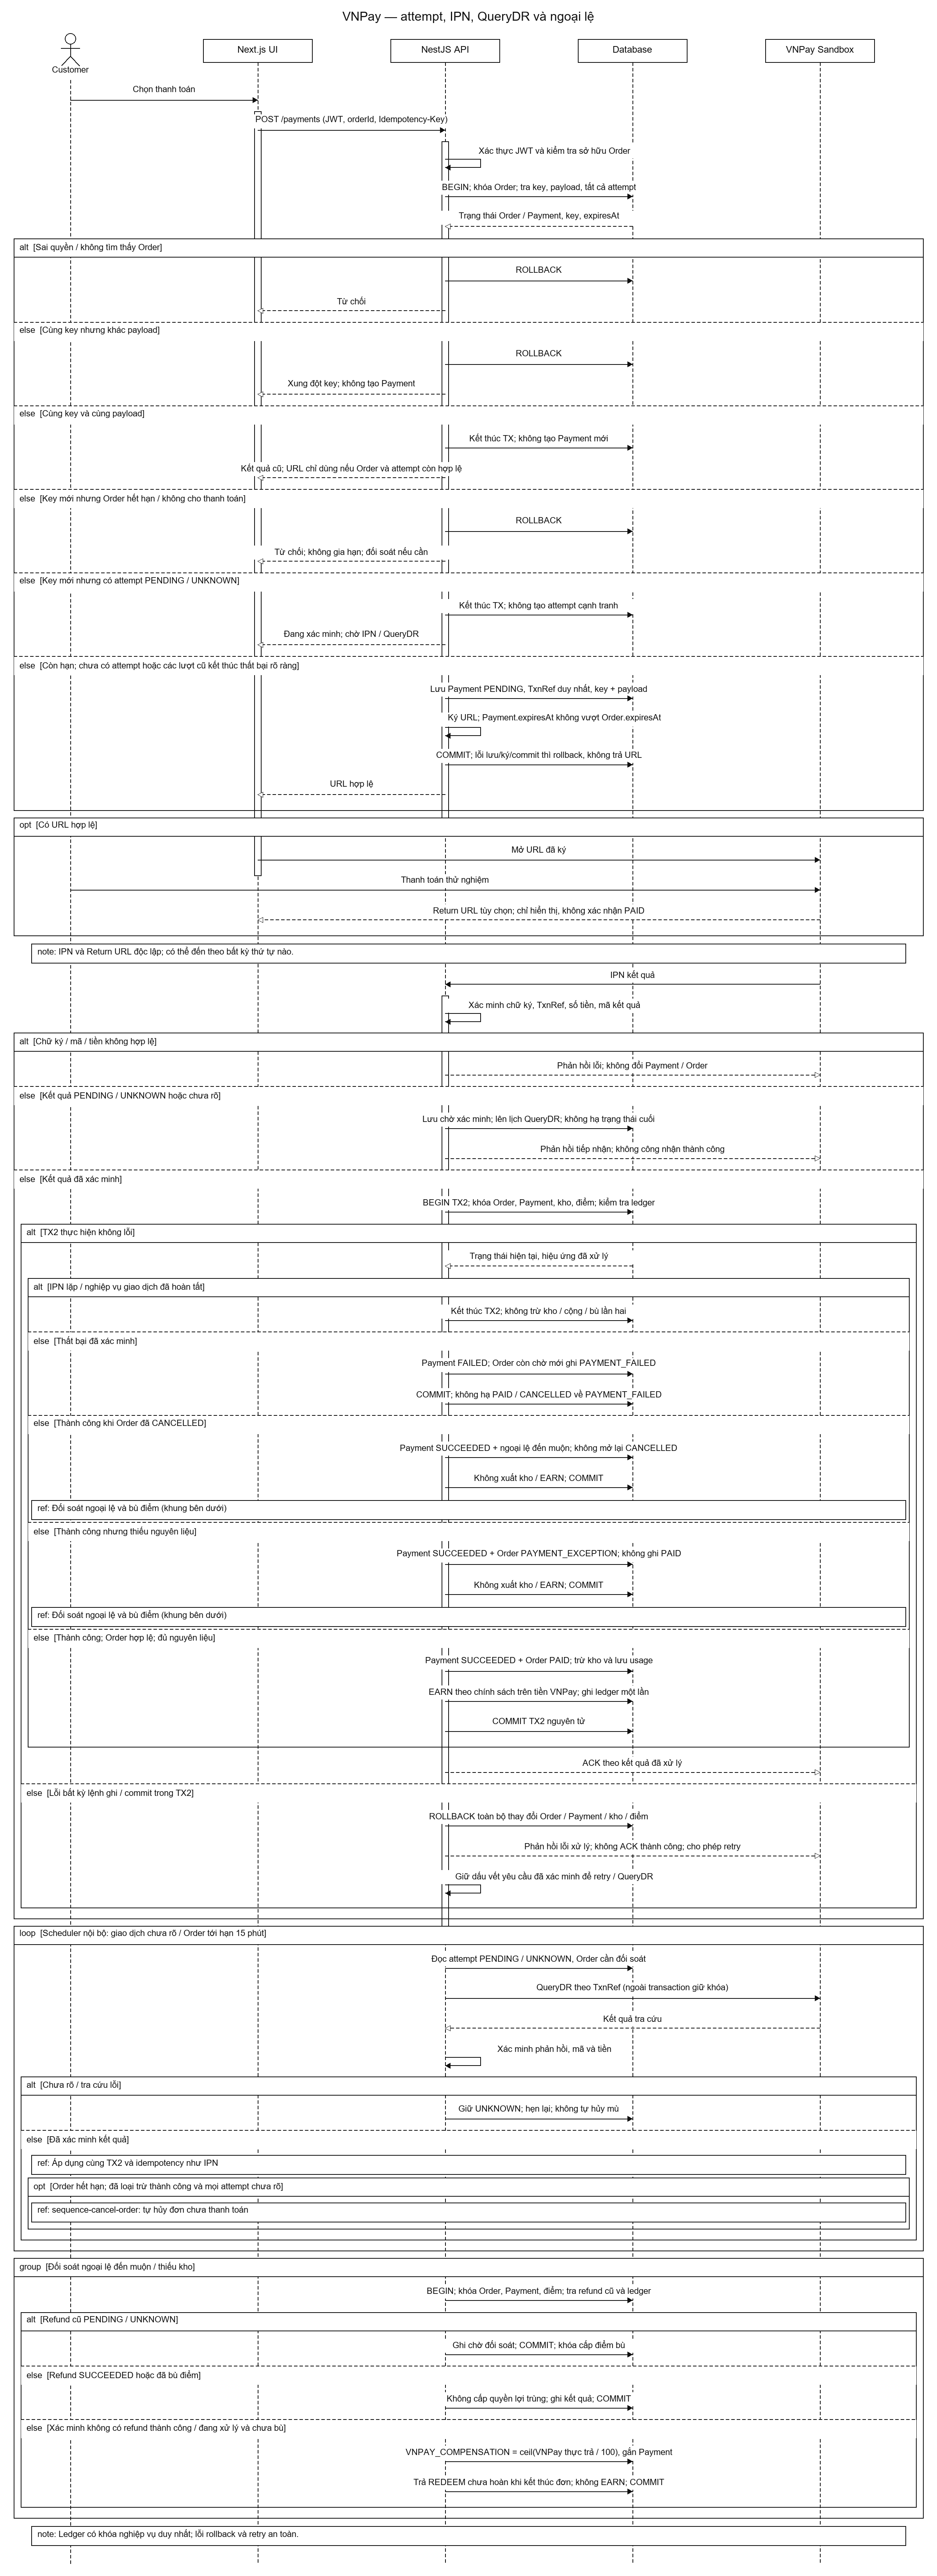 VNPay — attempt, IPN, QueryDR và ngoại lệ
Customer
Next.js UI
NestJS API
Database
VNPay Sandbox
Chọn thanh toán
POST /payments (JWT, orderId, Idempotency-Key)
Xác thực JWT và kiểm tra sở hữu Order
BEGIN; khóa Order; tra key, payload, tất cả attempt
Trạng thái Order / Payment, key, expiresAt
alt [Sai quyền / không tìm thấy Order]
ROLLBACK
Từ chối
else [Cùng key nhưng khác payload]
ROLLBACK
Xung đột key; không tạo Payment
else [Cùng key và cùng payload]
Kết thúc TX; không tạo Payment mới
Kết quả cũ; URL chỉ dùng nếu Order và attempt còn hợp lệ
else [Key mới nhưng Order hết hạn / không cho thanh toán]
ROLLBACK
Từ chối; không gia hạn; đối soát nếu cần
else [Key mới nhưng có attempt PENDING / UNKNOWN]
Kết thúc TX; không tạo attempt cạnh tranh
Đang xác minh; chờ IPN / QueryDR
else [Còn hạn; chưa có attempt hoặc các lượt cũ kết thúc thất bại rõ ràng]
Lưu Payment PENDING, TxnRef duy nhất, key + payload
Ký URL; Payment.expiresAt không vượt Order.expiresAt
COMMIT; lỗi lưu/ký/commit thì rollback, không trả URL
URL hợp lệ
opt [Có URL hợp lệ]
Mở URL đã ký
Thanh toán thử nghiệm
Return URL tùy chọn; chỉ hiển thị, không xác nhận PAID
note: IPN và Return URL độc lập; có thể đến theo bất kỳ thứ tự nào.
IPN kết quả
Xác minh chữ ký, TxnRef, số tiền, mã kết quả
alt [Chữ ký / mã / tiền không hợp lệ]
Phản hồi lỗi; không đổi Payment / Order
else [Kết quả PENDING / UNKNOWN hoặc chưa rõ]
Lưu chờ xác minh; lên lịch QueryDR; không hạ trạng thái cuối
Phản hồi tiếp nhận; không công nhận thành công
else [Kết quả đã xác minh]
BEGIN TX2; khóa Order, Payment, kho, điểm; kiểm tra ledger
alt [TX2 thực hiện không lỗi]
Trạng thái hiện tại, hiệu ứng đã xử lý
alt [IPN lặp / nghiệp vụ giao dịch đã hoàn tất]
Kết thúc TX2; không trừ kho / cộng / bù lần hai
else [Thất bại đã xác minh]
Payment FAILED; Order còn chờ mới ghi PAYMENT_FAILED
COMMIT; không hạ PAID / CANCELLED về PAYMENT_FAILED
else [Thành công khi Order đã CANCELLED]
Payment SUCCEEDED + ngoại lệ đến muộn; không mở lại CANCELLED
Không xuất kho / EARN; COMMIT
ref: Đối soát ngoại lệ và bù điểm (khung bên dưới)
else [Thành công nhưng thiếu nguyên liệu]
Payment SUCCEEDED + Order PAYMENT_EXCEPTION; không ghi PAID
Không xuất kho / EARN; COMMIT
ref: Đối soát ngoại lệ và bù điểm (khung bên dưới)
else [Thành công; Order hợp lệ; đủ nguyên liệu]
Payment SUCCEEDED + Order PAID; trừ kho và lưu usage
EARN theo chính sách trên tiền VNPay; ghi ledger một lần
COMMIT TX2 nguyên tử
ACK theo kết quả đã xử lý
else [Lỗi bất kỳ lệnh ghi / commit trong TX2]
ROLLBACK toàn bộ thay đổi Order / Payment / kho / điểm
Phản hồi lỗi xử lý; không ACK thành công; cho phép retry
Giữ dấu vết yêu cầu đã xác minh để retry / QueryDR
loop [Scheduler nội bộ: giao dịch chưa rõ / Order tới hạn 15 phút]
Đọc attempt PENDING / UNKNOWN, Order cần đối soát
QueryDR theo TxnRef (ngoài transaction giữ khóa)
Kết quả tra cứu
Xác minh phản hồi, mã và tiền
alt [Chưa rõ / tra cứu lỗi]
Giữ UNKNOWN; hẹn lại; không tự hủy mù
else [Đã xác minh kết quả]
ref: Áp dụng cùng TX2 và idempotency như IPN
opt [Order hết hạn; đã loại trừ thành công và mọi attempt chưa rõ]
ref: sequence-cancel-order: tự hủy đơn chưa thanh toán
group [Đối soát ngoại lệ đến muộn / thiếu kho]
BEGIN; khóa Order, Payment, điểm; tra refund cũ và ledger
alt [Refund cũ PENDING / UNKNOWN]
Ghi chờ đối soát; COMMIT; khóa cấp điểm bù
else [Refund SUCCEEDED hoặc đã bù điểm]
Không cấp quyền lợi trùng; ghi kết quả; COMMIT
else [Xác minh không có refund thành công / đang xử lý và chưa bù]
VNPAY_COMPENSATION = ceil(VNPay thực trả / 100), gắn Payment
Trả REDEEM chưa hoàn khi kết thúc đơn; không EARN; COMMIT
note: Ledger có khóa nghiệp vụ duy nhất; lỗi rollback và retry an toàn.